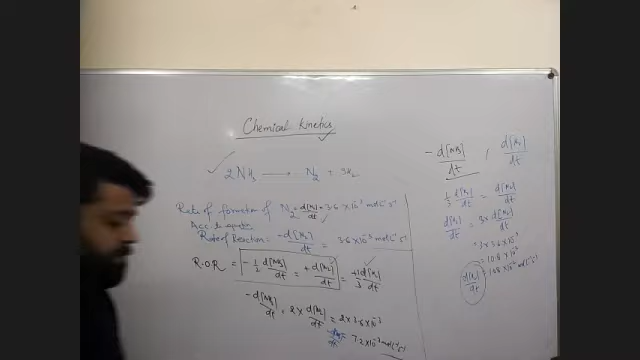 Chemical Kinetics
2NH₃ ⟶ N₂ + 3H₂
Rate of formation of N₂ = d[N₂]/dt = 3.6 × 10⁻³ mol L⁻¹ s⁻¹
Acc to equation
Rate of Reaction: -d[N₂]/dt = 3.6 × 10⁻³ mol L⁻¹ s⁻¹
R.O.R = -1/2 d[NH₃]/dt = + d[N₂]/dt = +1/3 d[H₂]/dt
-d[NH₃]/dt = 2 × d[N₂]/dt = 2 × 3.6 × 10⁻³
= 7.2 × 10⁻³ mol L⁻¹ s⁻¹
-d[NH₃]/dt , d[H₂]/dt
1/3 d[H₂]/dt = d[N₂]/dt
d[H₂]/dt = 3 × d[N₂]/dt
= 3 × 3.6 × 10⁻³
= 10.8 × 10⁻³
d[H₂]/dt = 10.8 × 10⁻³ mol L⁻¹ s⁻¹